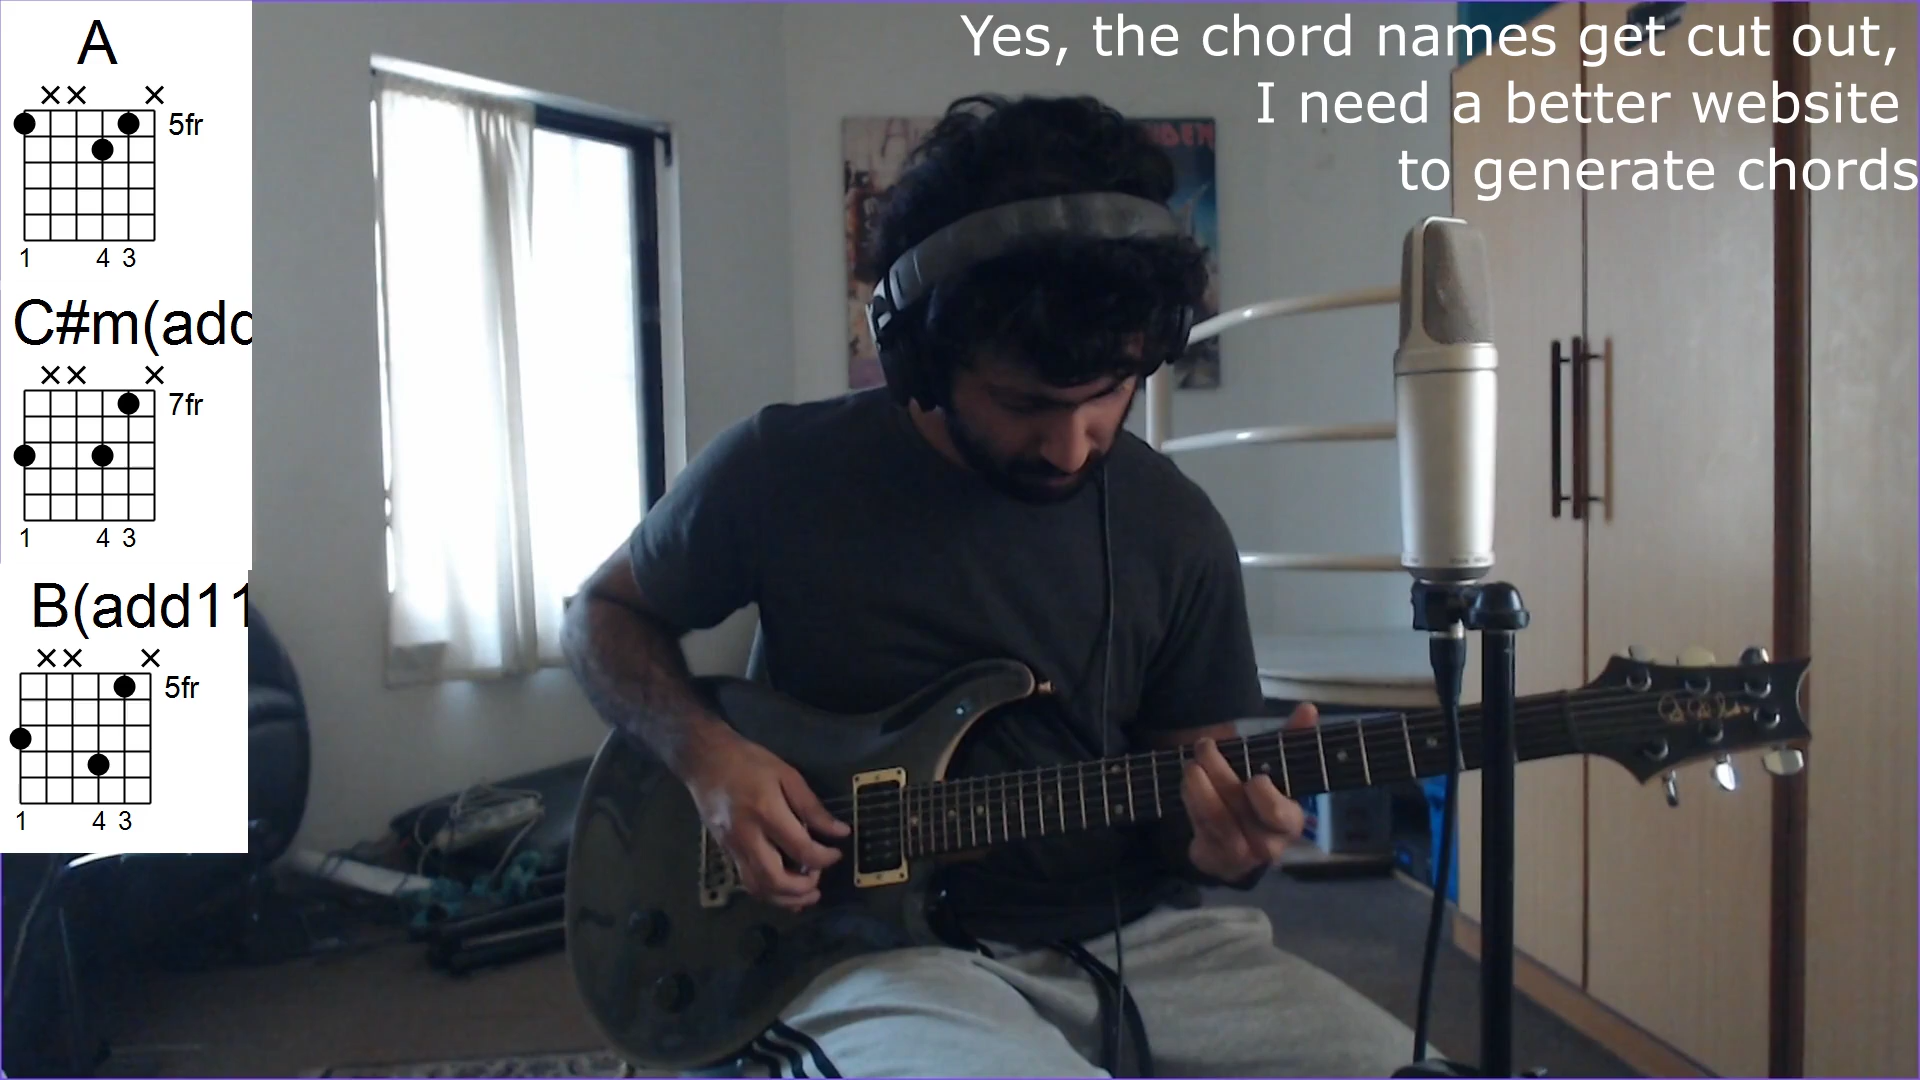 A
××  ×
5fr
1 4 3
C#m(add
××  ×
7fr
1 4 3
B(add11
××  ×
5fr
1 4 3
Yes, the chord names get cut out,
I need a better website
to generate chords